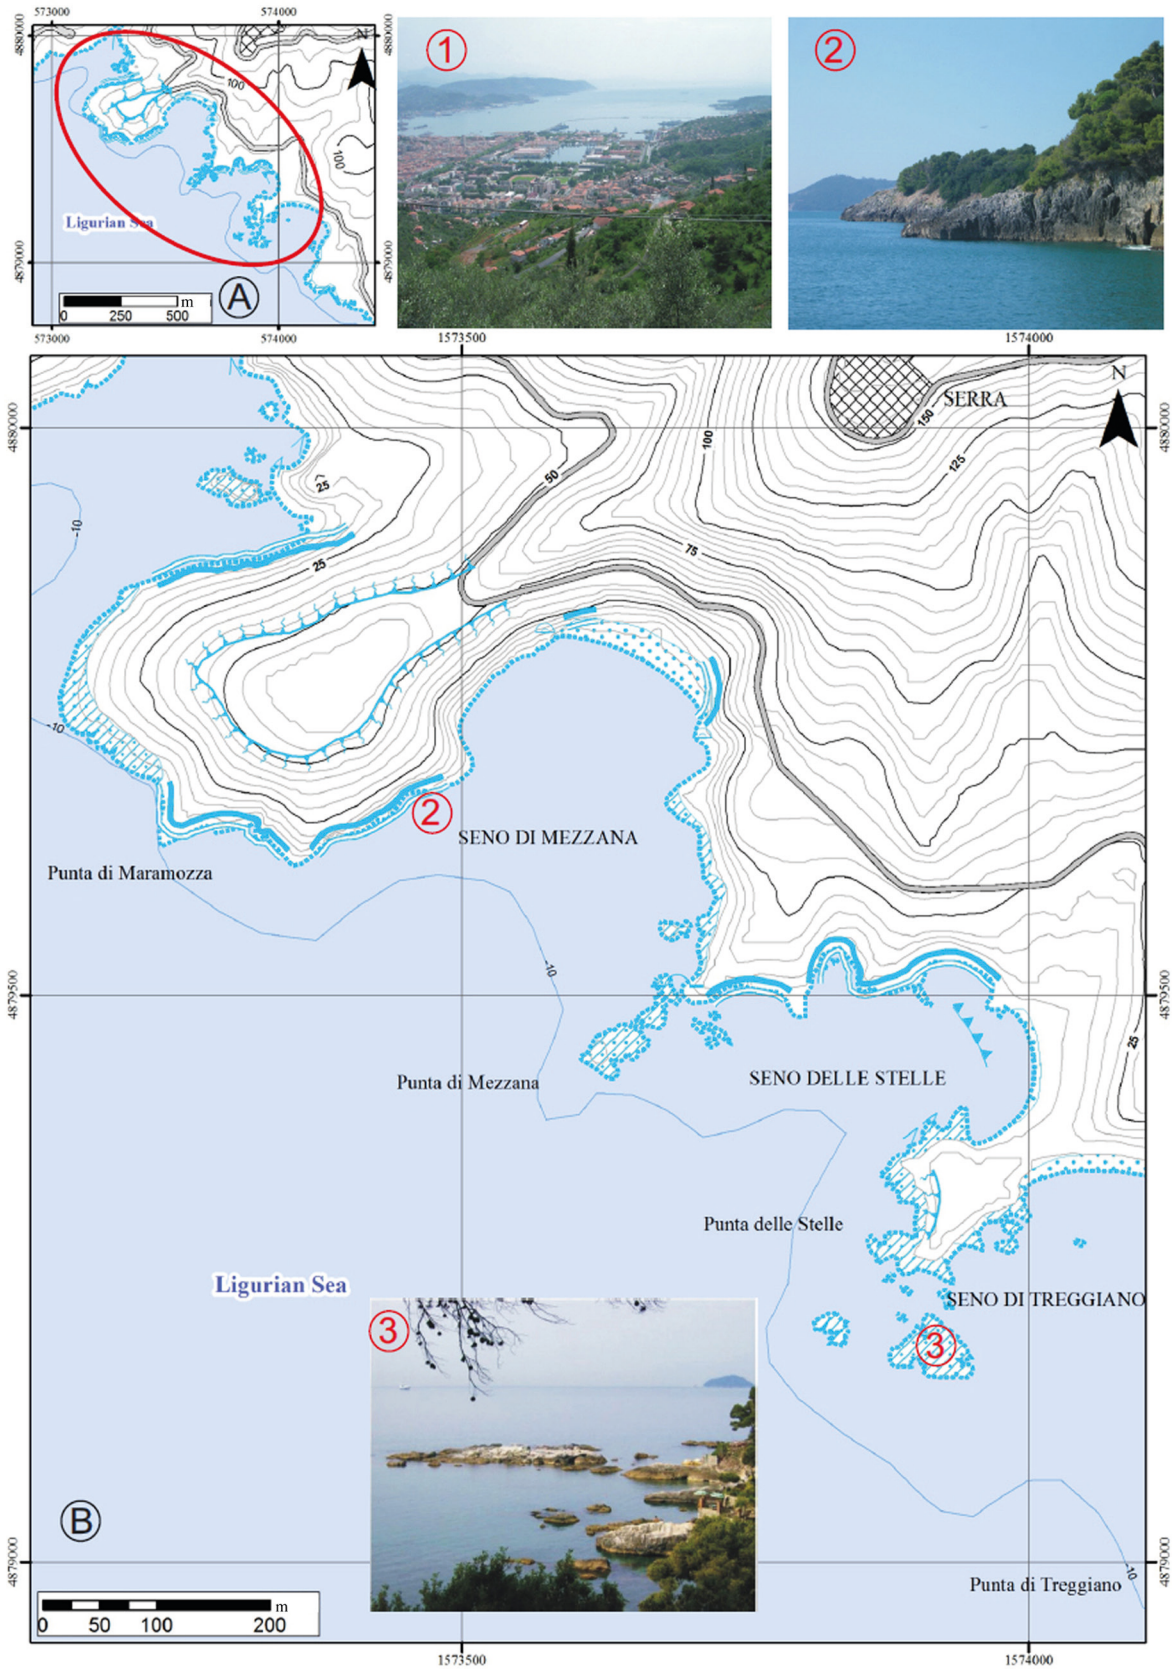 573000
574000
4880000
4880000
N
100
100
Ligurian Sea
4879000
4879000
0 250 500 m
A
573000
574000
1
2
1573500
1574000
N
SERRA
150
4880000
4880000
100
50
125
25
-10
75
25
-10
2
SENO DI MEZZANA
Punta di Maramozza
-10
4879500
4879500
25
Punta di Mezzana
SENO DELLE STELLE
Punta delle Stelle
Ligurian Sea
SENO DI TREGGIANO
3
3
B
4879000
4879000
-10
Punta di Treggiano
0 50 100 200 m
1573500
1574000